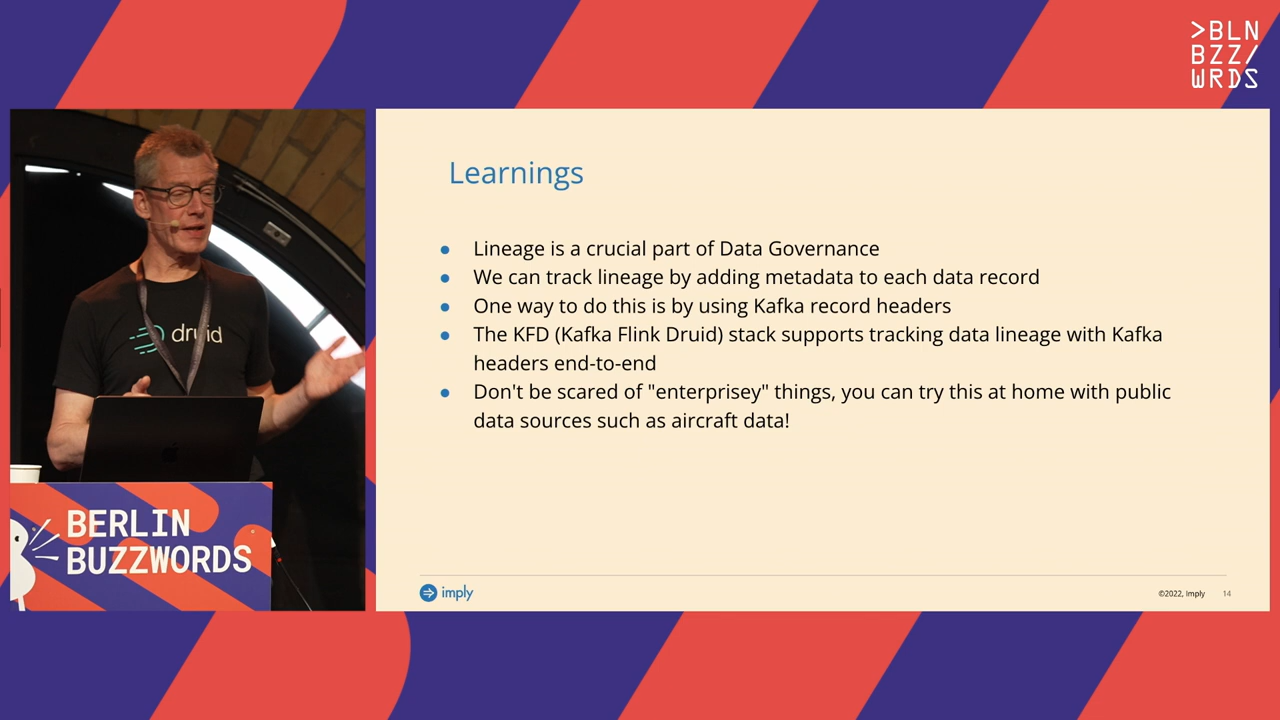 >BLN
BZZ/
WRDS
druid
BERLIN
BUZZWORDS
Learnings
Lineage is a crucial part of Data Governance
We can track lineage by adding metadata to each data record
One way to do this is by using Kafka record headers
The KFD (Kafka Flink Druid) stack supports tracking data lineage with Kafka
headers end-to-end
Don't be scared of "enterprisey" things, you can try this at home with public
data sources such as aircraft data!
imply
©2022, Imply 14